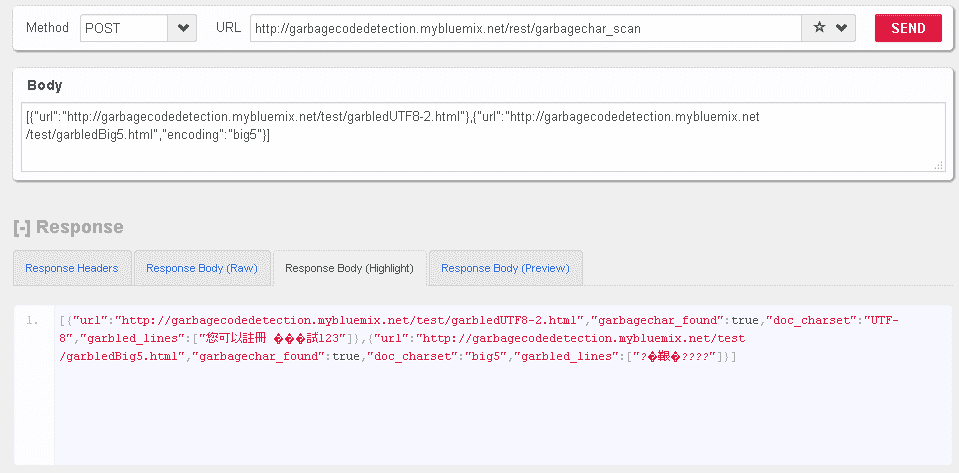 Method POST URL http://garbagecodedetection.mybluemix.net/rest/garbagechar_scan SEND
Body
[{"url":"http://garbagecodedetection.mybluemix.net/test/garbledUTF8-2.html"},{"url":"http://garbagecodedetection.mybluemix.net
/test/garbledBig5.html","encoding":"big5"}]
[-] Response
Response Headers Response Body (Raw) Response Body (Highlight) Response Body (Preview)
1. [{"url":"http://garbagecodedetection.mybluemix.net/test/garbledUTF8-2.html","garbagechar_found":true,"doc_charset":"UTF-
8","garbled_lines":["您可以註冊 ���試123"]},{"url":"http://garbagecodedetection.mybluemix.net/test
/garbledBig5.html","garbagechar_found":true,"doc_charset":"big5","garbled_lines":["?�艱�????"]}]